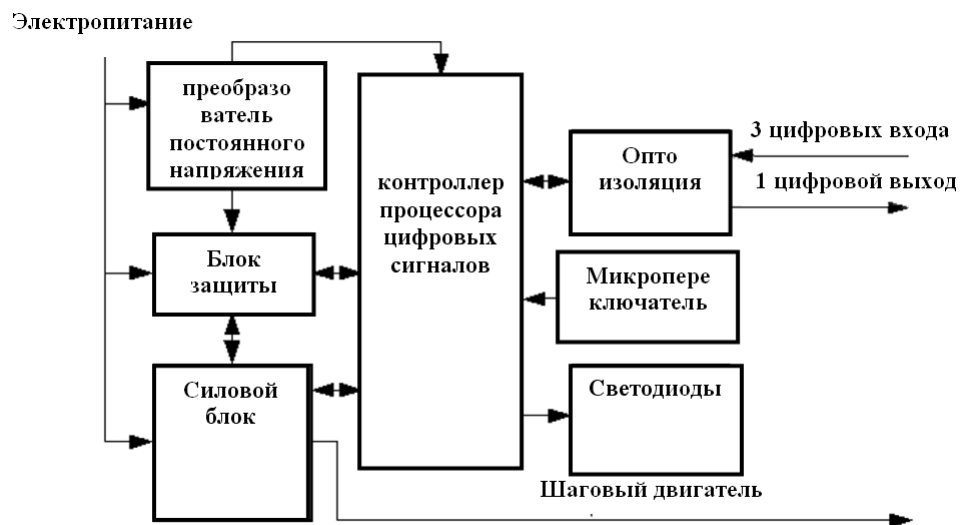 Электропитание
преобразо
ватель
постоянного
напряжения
Блок
защиты
Силовой
блок
контроллер
процессора
цифровых
сигналов
Опто
изоляция
3 цифровых входа
1 цифровой выход
Микропере
ключатель
Светодиоды
Шаговый двигатель